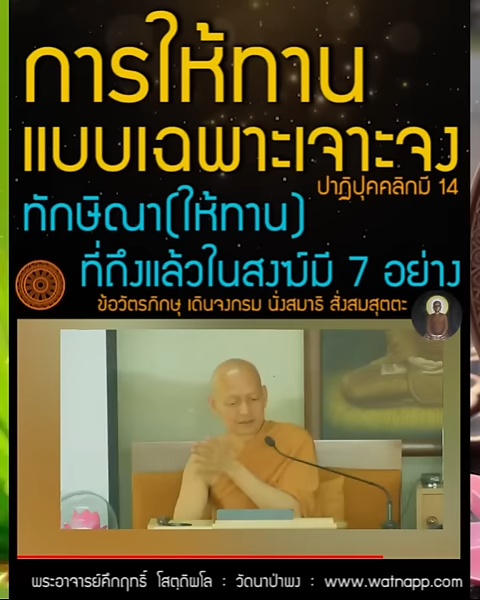 การให้ทาน
แบบเฉพาะเจาะจง
ปาฏิปุคคลิกมี 14
ทักษิณา(ให้ทาน)
ที่ถึงแล้วในสงฆ์มี 7 อย่าง
ข้อวัตรภิกษุ เดินจงกรม นั่งสมาธิ สั่งสมสุตตะ
พระอาจารย์คึกฤทธิ์ โสตฺถิผโล : วัดนาป่าพง : www.watnapp.com